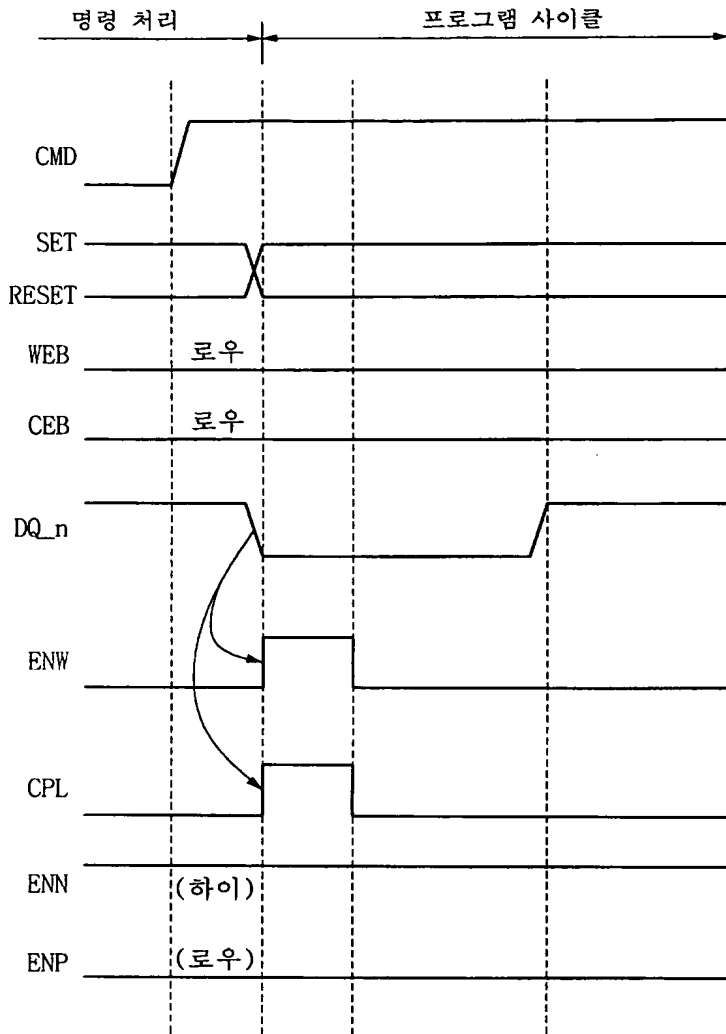 명령 처리
프로그램 사이클
CMD
SET
RESET
WEB
로우
CEB
로우
DQ_n
ENW
CPL
ENN
(하이)
ENP
(로우)